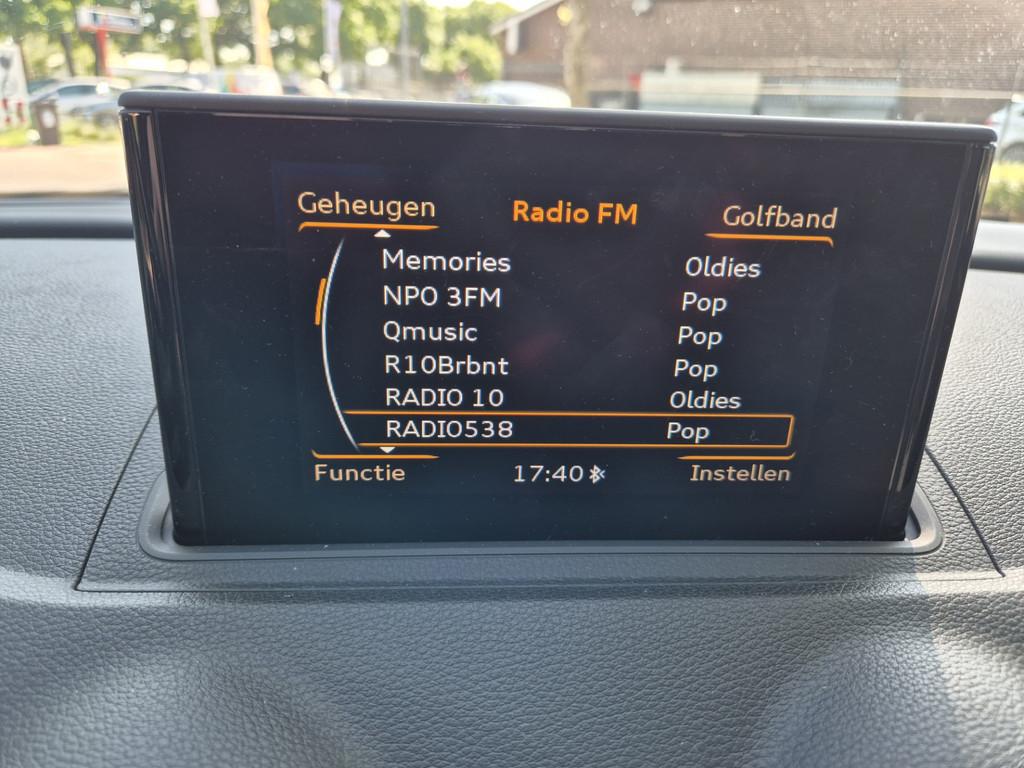 Geheugen Radio FM Golfband
Memories Oldies
NPO 3FM Pop
Qmusic Pop
R10Brbnt Pop
RADIO 10 Oldies
RADIO538 Pop
Functie 17:40 Instellen